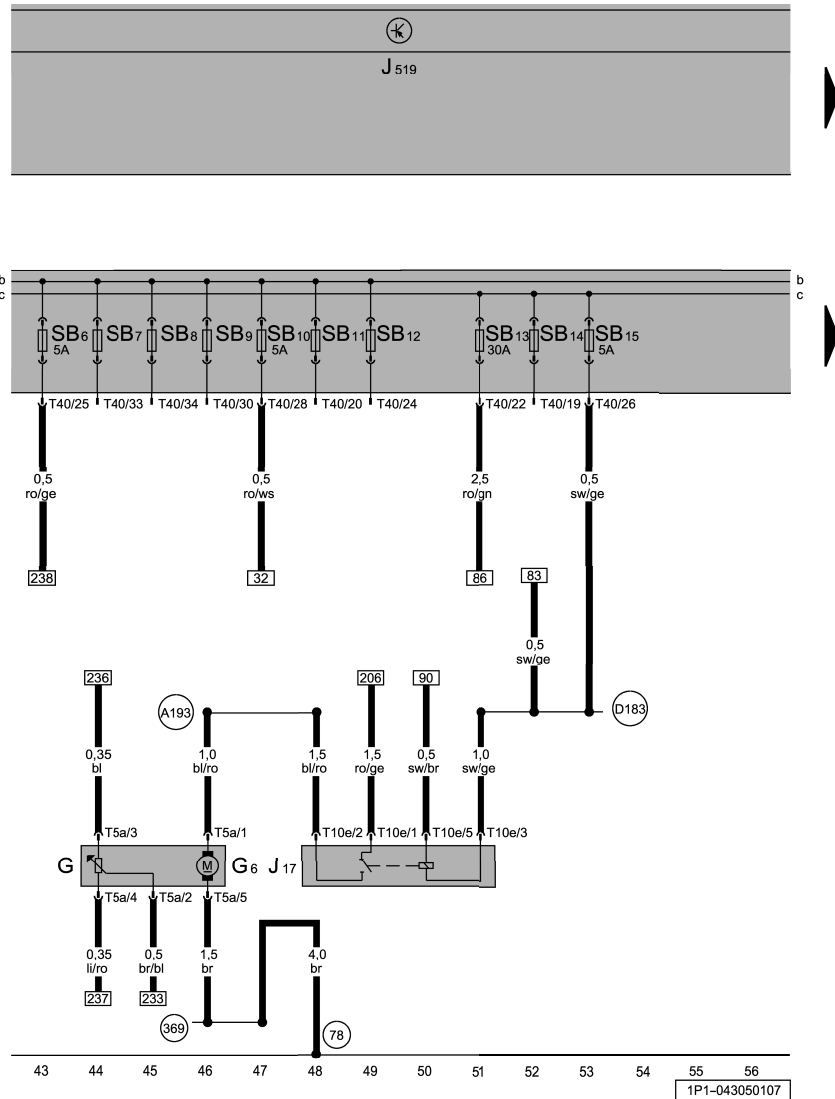 J 519
b b
c c
SB6 SB7 SB8 SB9 SB10 SB11 SB12 SB13 SB14 SB15
5A 5A 30A 5A
T40/25 T40/33 T40/34 T40/30 T40/28 T40/20 T40/24 T40/22 T40/19 T40/26
0,5 0,5 2,5 0,5
ro/ge ro/ws ro/gn sw/ge
238 32 86 83
0,5
sw/ge
236 206 90
A193 D183
0,35 1,0 1,5 1,5 0,5 1,0
bl bl/ro bl/ro ro/ge sw/br sw/ge
T5a/3 T5a/1 T10e/2 T10e/1 T10e/5 T10e/3
G M G6 J17
T5a/4 T5a/2 T5a/5
0,35 0,5 1,5 4,0
li/ro br/bl br br
237 233
369 78
43 44 45 46 47 48 49 50 51 52 53 54 55 56
1P1-043050107